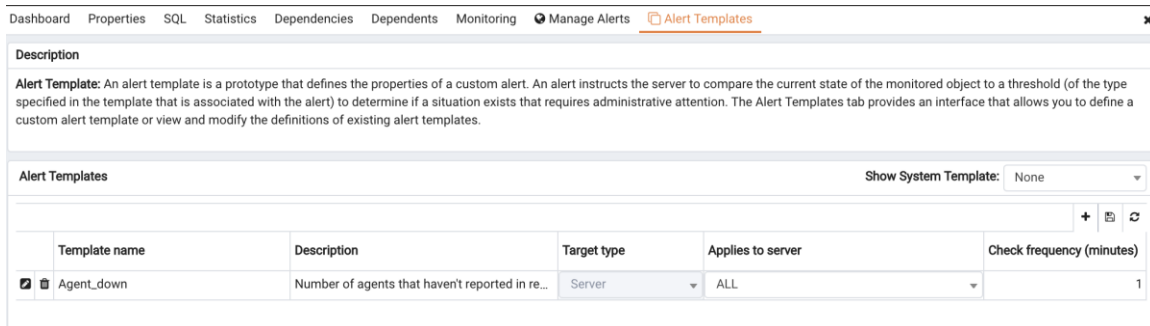 Dashboard Properties SQL Statistics Dependencies Dependents Monitoring Manage Alerts Alert Templates
Description
Alert Template: An alert template is a prototype that defines the properties of a custom alert. An alert instructs the server to compare the current state of the monitored object to a threshold (of the type
specified in the template that is associated with the alert) to determine if a situation exists that requires administrative attention. The Alert Templates tab provides an interface that allows you to define a
custom alert template or view and modify the definitions of existing alert templates.
Alert Templates Show System Template: None
Template name Description Target type Applies to server Check frequency (minutes)
Agent_down Number of agents that haven't reported in re... Server ALL 1